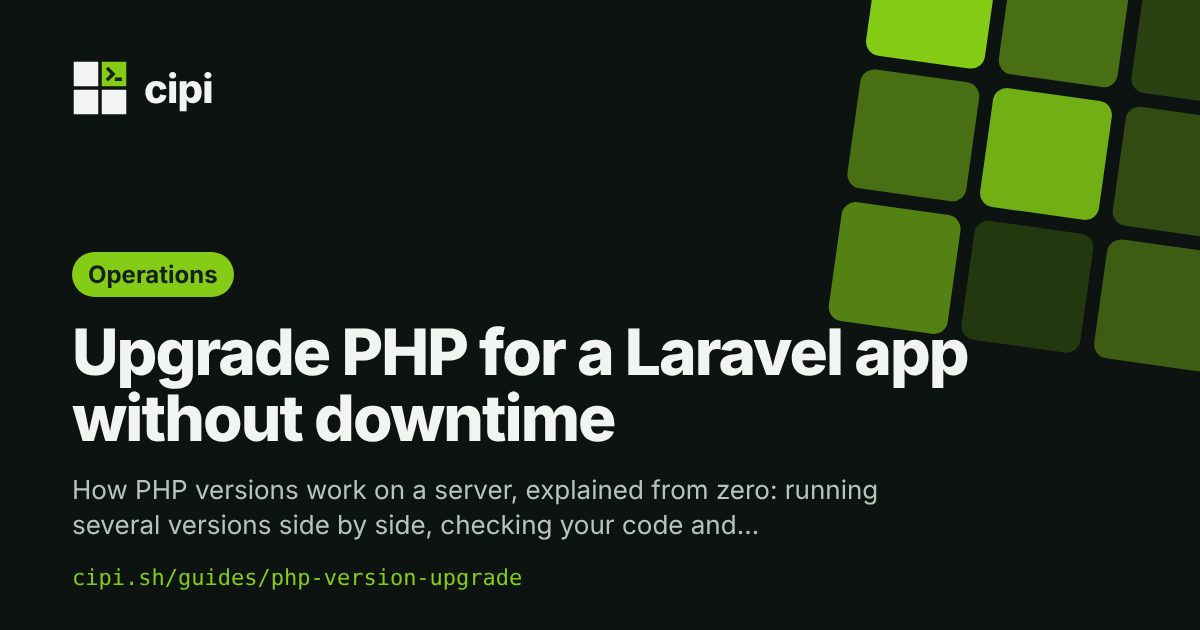 cipi
Operations
Upgrade PHP for a Laravel app
without downtime
How PHP versions work on a server, explained from zero: running
several versions side by side, checking your code and...
cipi.sh/guides/php-version-upgrade